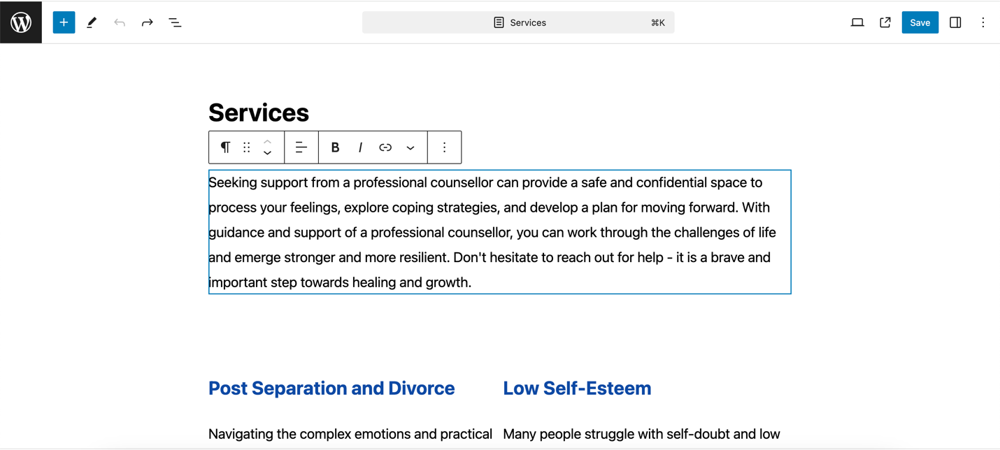 Services ⌘K
Save
Services
B I
Seeking support from a professional counsellor can provide a safe and confidential space to
process your feelings, explore coping strategies, and develop a plan for moving forward. With
guidance and support of a professional counsellor, you can work through the challenges of life
and emerge stronger and more resilient. Don't hesitate to reach out for help - it is a brave and
important step towards healing and growth.
Post Separation and Divorce
Navigating the complex emotions and practical
Low Self-Esteem
Many people struggle with self-doubt and low